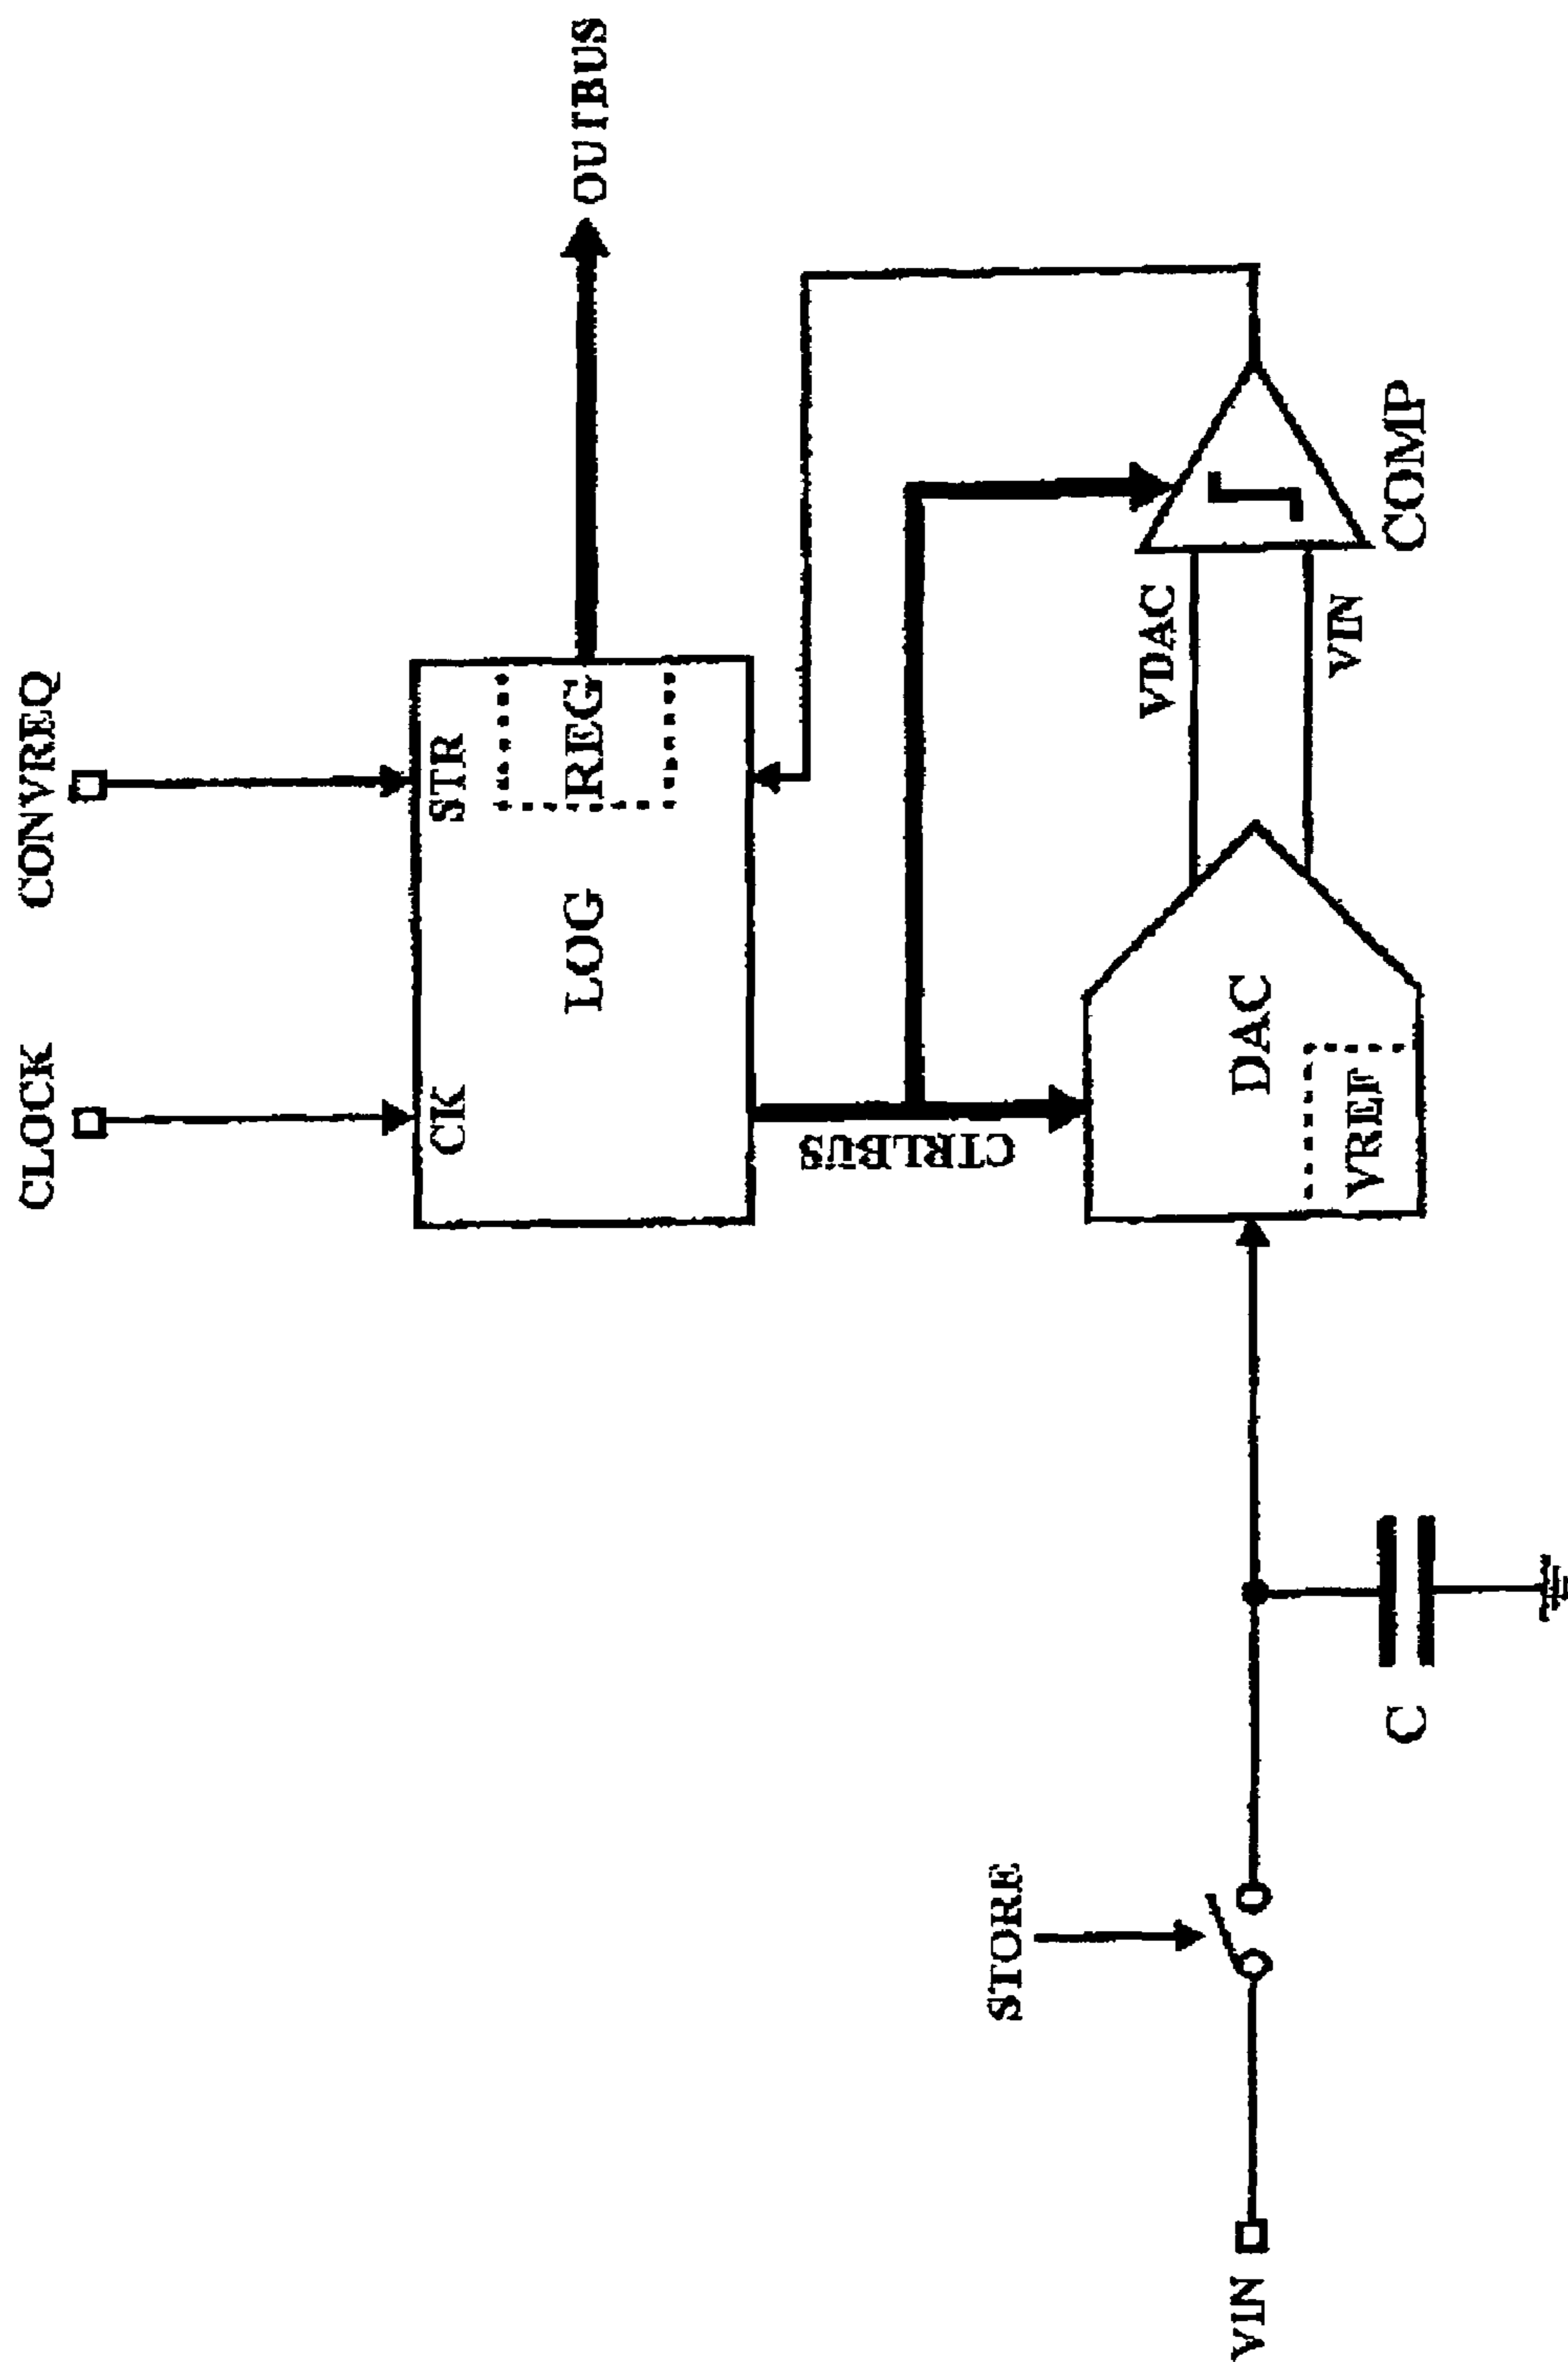 CLOCK
CONVREQ
CK
STR
LOG
REG
OUTBUS
CTRLBUS
STORE
VIN
C
DAC
VREF
VDAC
VIN
COMP